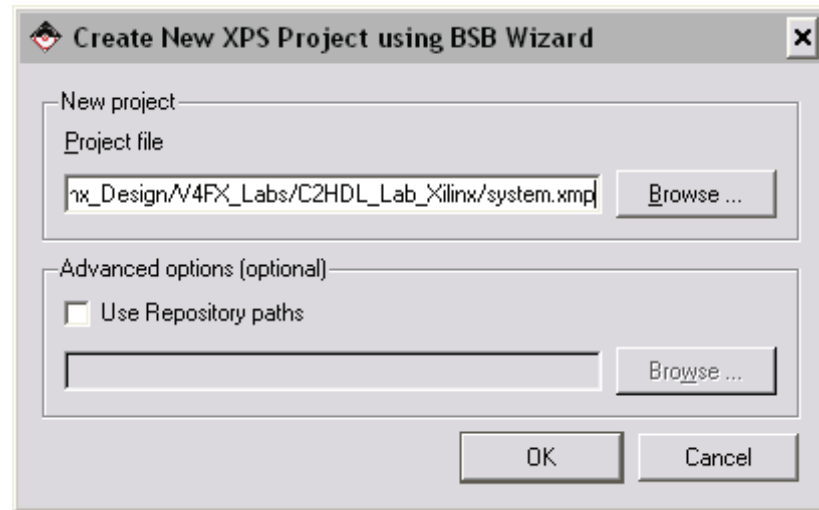 Create New XPS Project using BSB Wizard
New project
Project file
nx_Design/V4FX_Labs/C2HDL_Lab_Xilinx/system.xmp
Browse ...
Advanced options (optional)
Use Repository paths
Browse ...
OK
Cancel